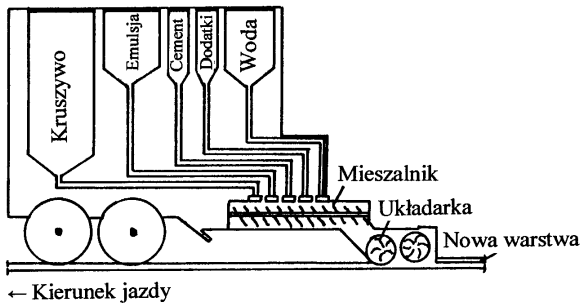 Kruszywo
Emulsja
Cement
Dodatki
Woda
Mieszalnik
Układarka
Nowa warstwa
← Kierunek jazdy